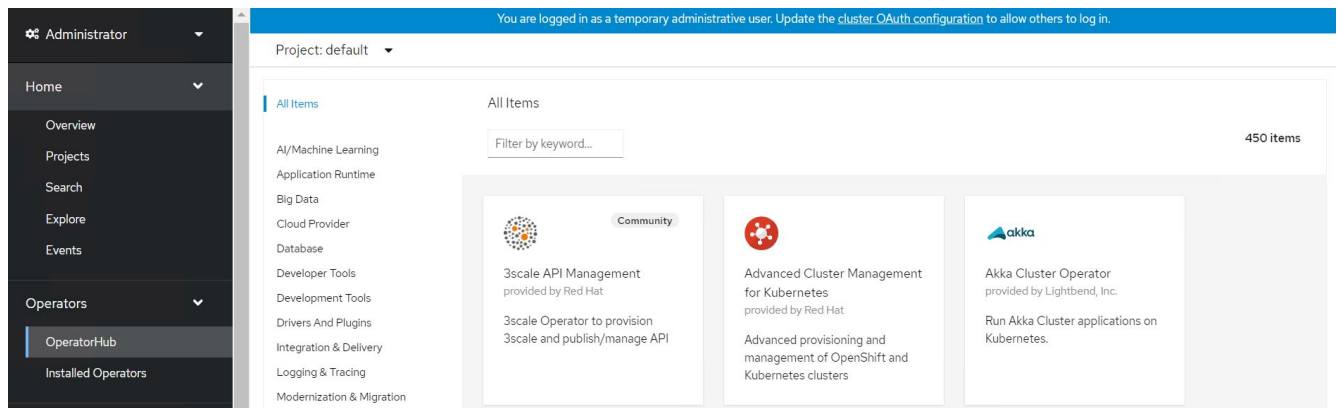 You are logged in as a temporary administrative user. Update the cluster OAuth configuration to allow others to log in.
Administrator
Home
Overview
Projects
Search
Explore
Events
Operators
OperatorHub
Installed Operators
Project: default
All Items
AI/Machine Learning
Application Runtime
Big Data
Cloud Provider
Database
Developer Tools
Development Tools
Drivers And Plugins
Integration & Delivery
Logging & Tracing
Modernization & Migration
All Items
Filter by keyword...
450 items
Community
3scale API Management
provided by Red Hat
3scale Operator to provision
3scale and publish/manage API
Advanced Cluster Management
for Kubernetes
provided by Red Hat
Advanced provisioning and
management of OpenShift and
Kubernetes clusters
akka
Akka Cluster Operator
provided by Lightbend, Inc.
Run Akka Cluster applications on
Kubernetes.